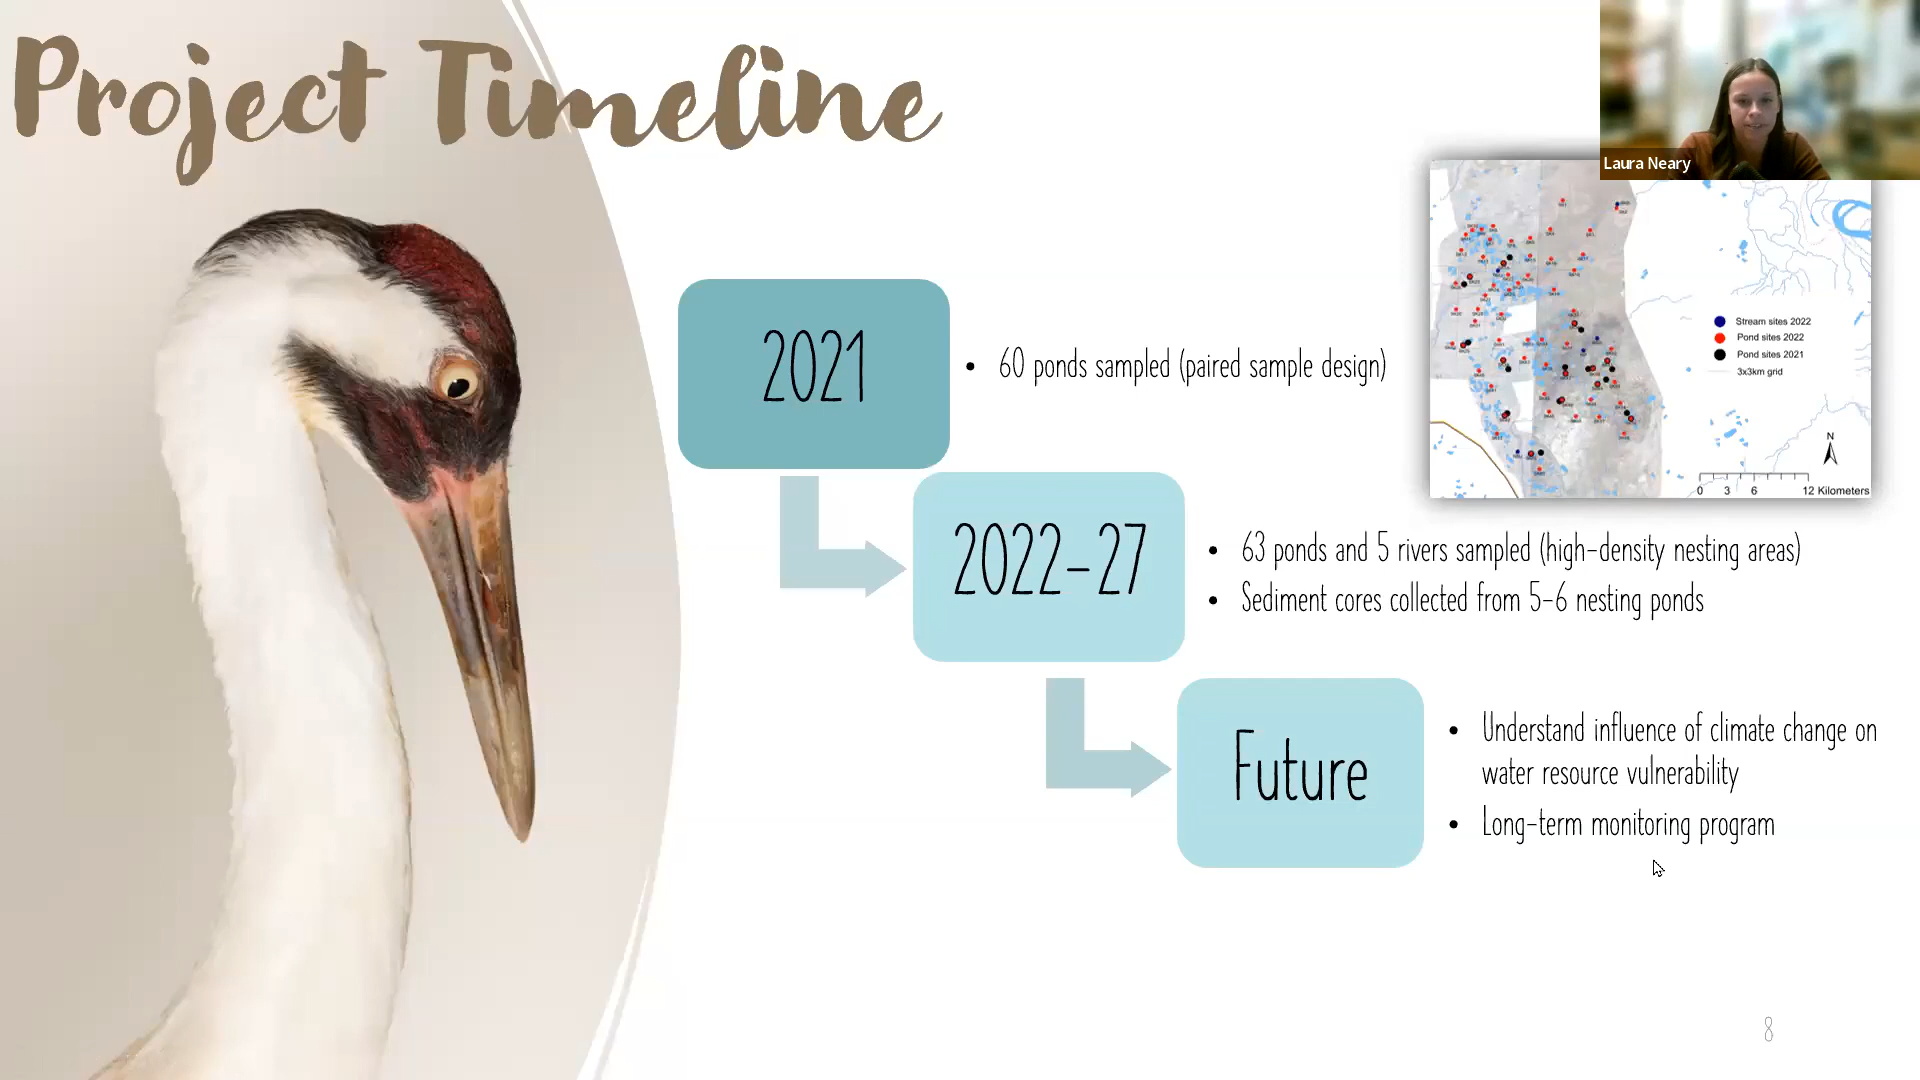 Project Timeline
Laura Neary
2021
• 60 ponds sampled (paired sample design)
Stream sites 2022
Pond sites 2022
Pond sites 2021
3x3km grid
N
0 3 6 12 Kilometers
2022-27
• 63 ponds and 5 rivers sampled (high-density nesting areas)
• Sediment cores collected from 5-6 nesting ponds
Future
• Understand influence of climate change on
water resource vulnerability
• Long-term monitoring program
8